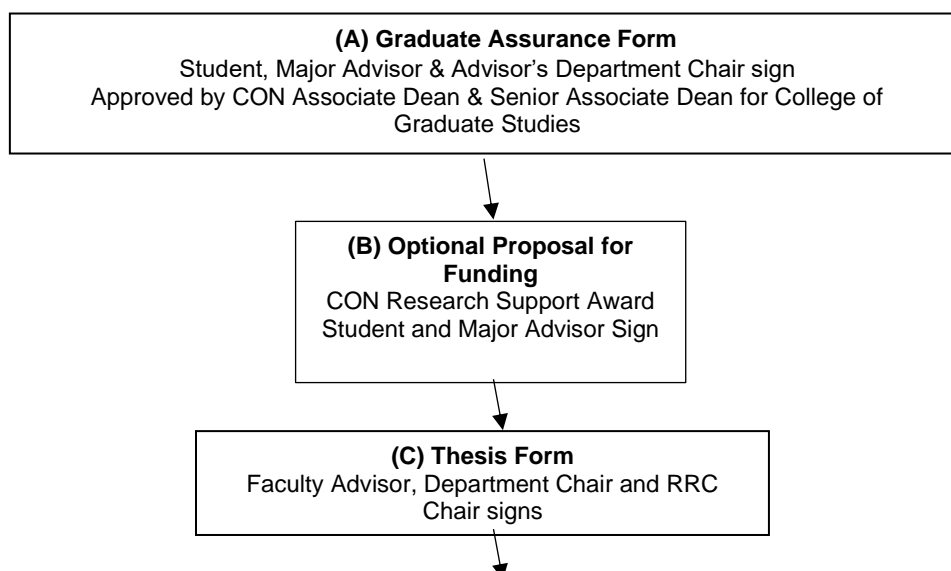 (A) Graduate Assurance Form
Student, Major Advisor & Advisor’s Department Chair sign
Approved by CON Associate Dean & Senior Associate Dean for College of
Graduate Studies
(B) Optional Proposal for
Funding
CON Research Support Award
Student and Major Advisor Sign
(C) Thesis Form
Faculty Advisor, Department Chair and RRC
Chair signs